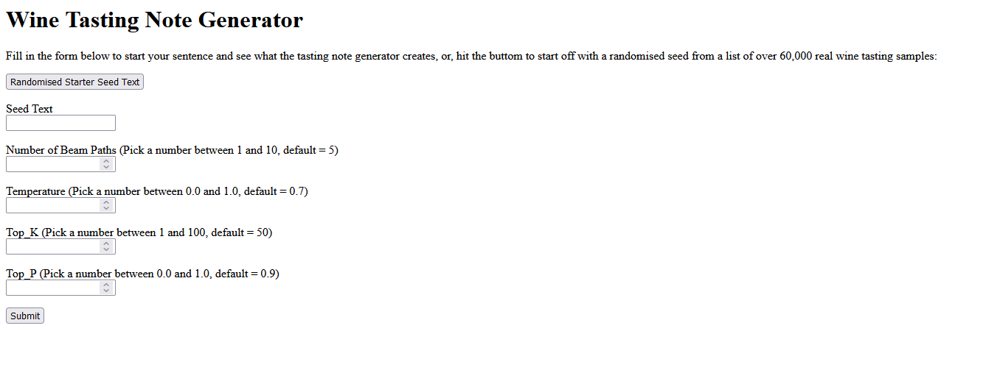 Wine Tasting Note Generator
Fill in the form below to start your sentence and see what the tasting note generator creates, or, hit the buttom to start off with a randomised seed from a list of over 60,000 real wine tasting samples:
Randomised Starter Seed Text
Seed Text
Number of Beam Paths (Pick a number between 1 and 10, default = 5)
Temperature (Pick a number between 0.0 and 1.0, default = 0.7)
Top_K (Pick a number between 1 and 100, default = 50)
Top_P (Pick a number between 0.0 and 1.0, default = 0.9)
Submit